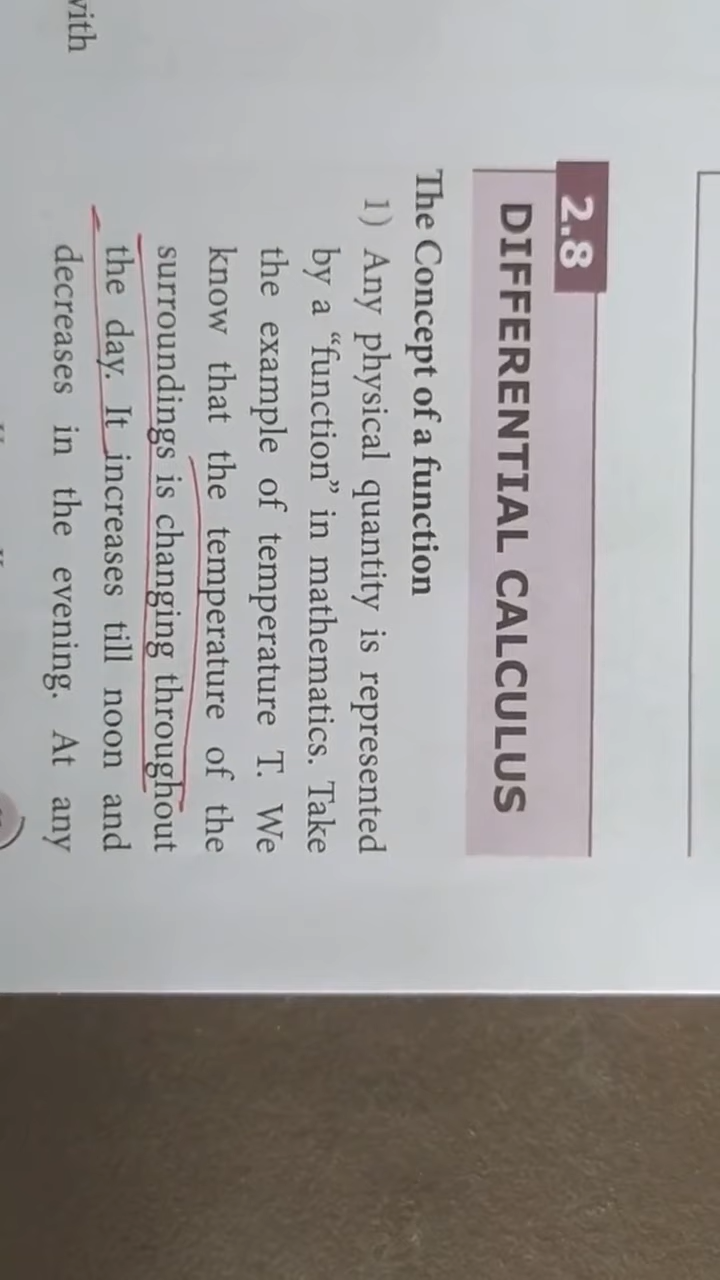 2.8
DIFFERENTIAL CALCULUS
The Concept of a function
1) Any physical quantity is represented
by a “function” in mathematics. Take
the example of temperature T. We
know that the temperature of the
surroundings is changing throughout
the day. It increases till noon and
decreases in the evening. At any
with